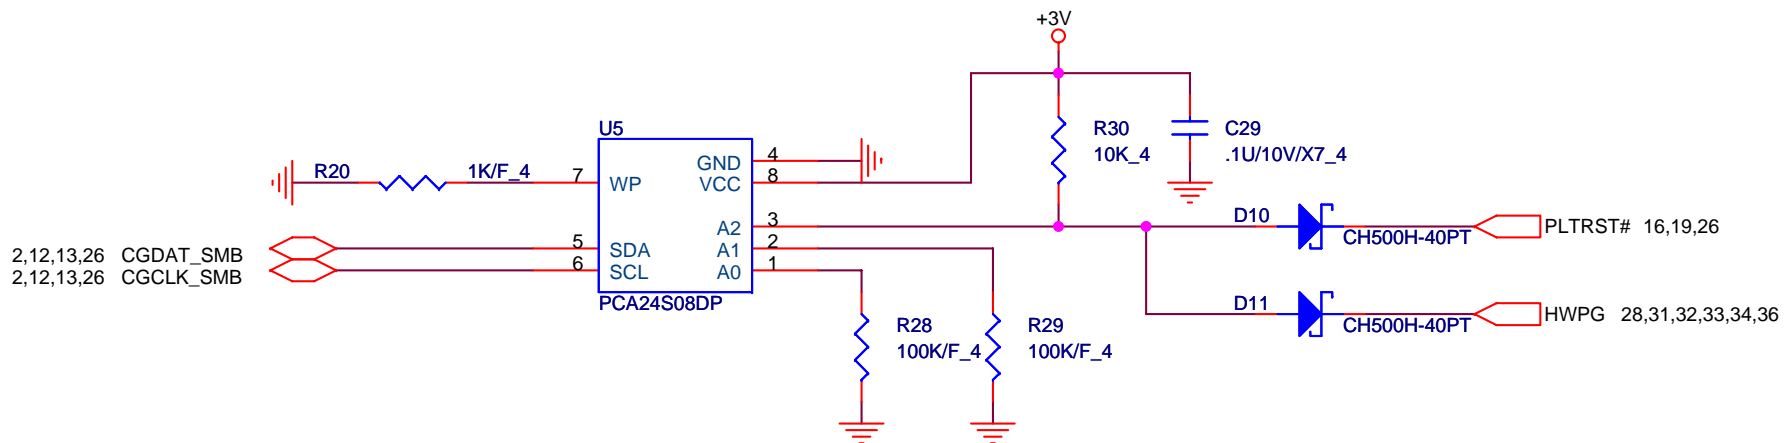 +3V
U5
R30
10K_4
C29
.1U/10V/X7_4
R20
1K/F_4
7
WP
GND
4
VCC
8
A2
3
D10
CH500H-40PT
PLTRST# 16,19,26
2,12,13,26 CGDAT_SMB
5
SDA
A1
2
2,12,13,26 CGCLK_SMB
6
SCL
A0
1
PCA24S08DP
D11
CH500H-40PT
HWPG 28,31,32,33,34,36
R28
100K/F_4
R29
100K/F_4